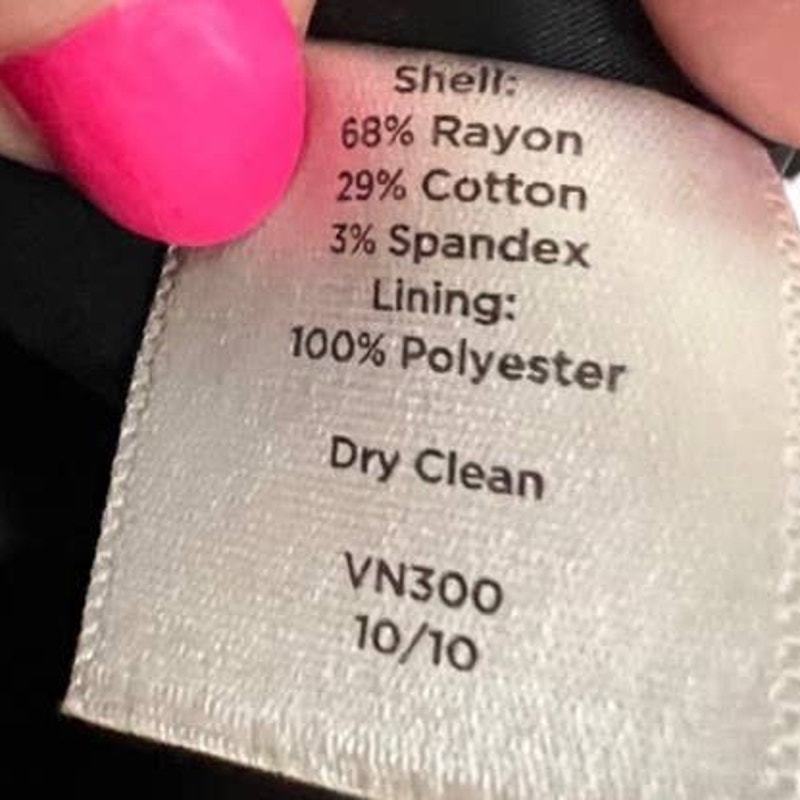 Shell:
68% Rayon
29% Cotton
3% Spandex
Lining:
100% Polyester
Dry Clean
VN300
10/10